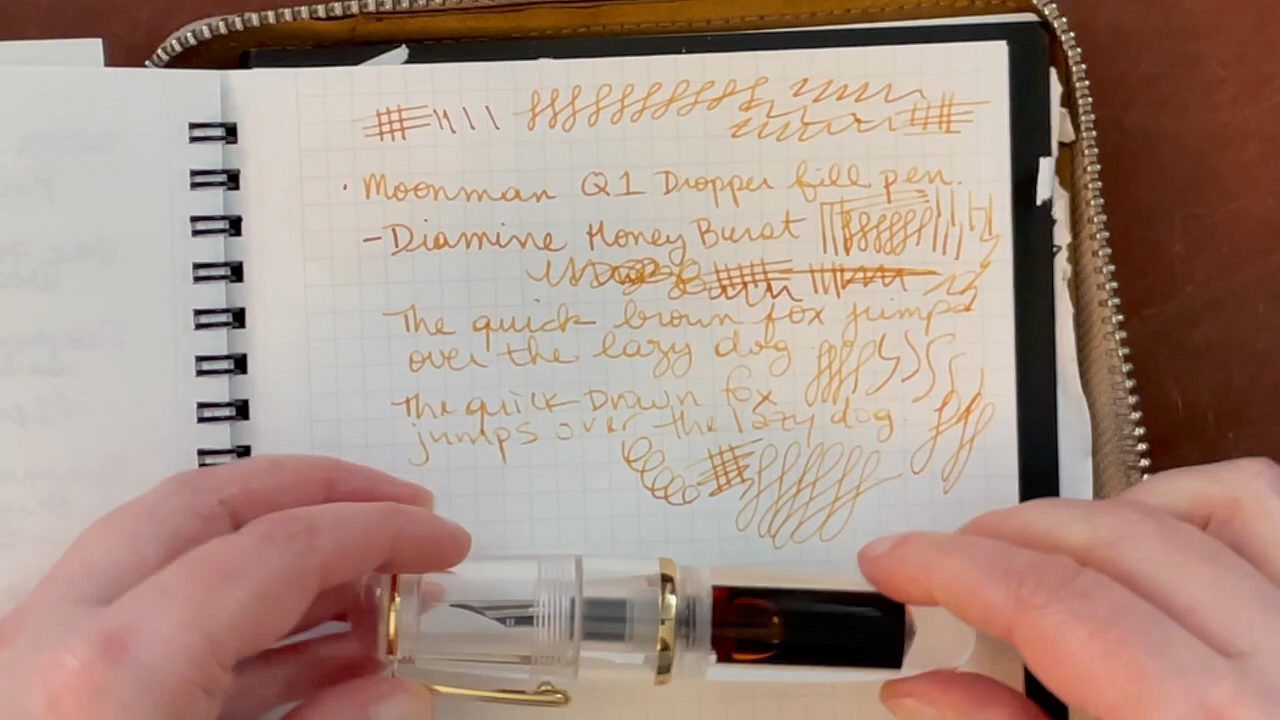 · Moonman Q1 Dropper fill pen.
- Diamine Honey Burst
The quick brown fox jumps
over the lazy dog
The quick brown fox
jumps over the lazy dog.